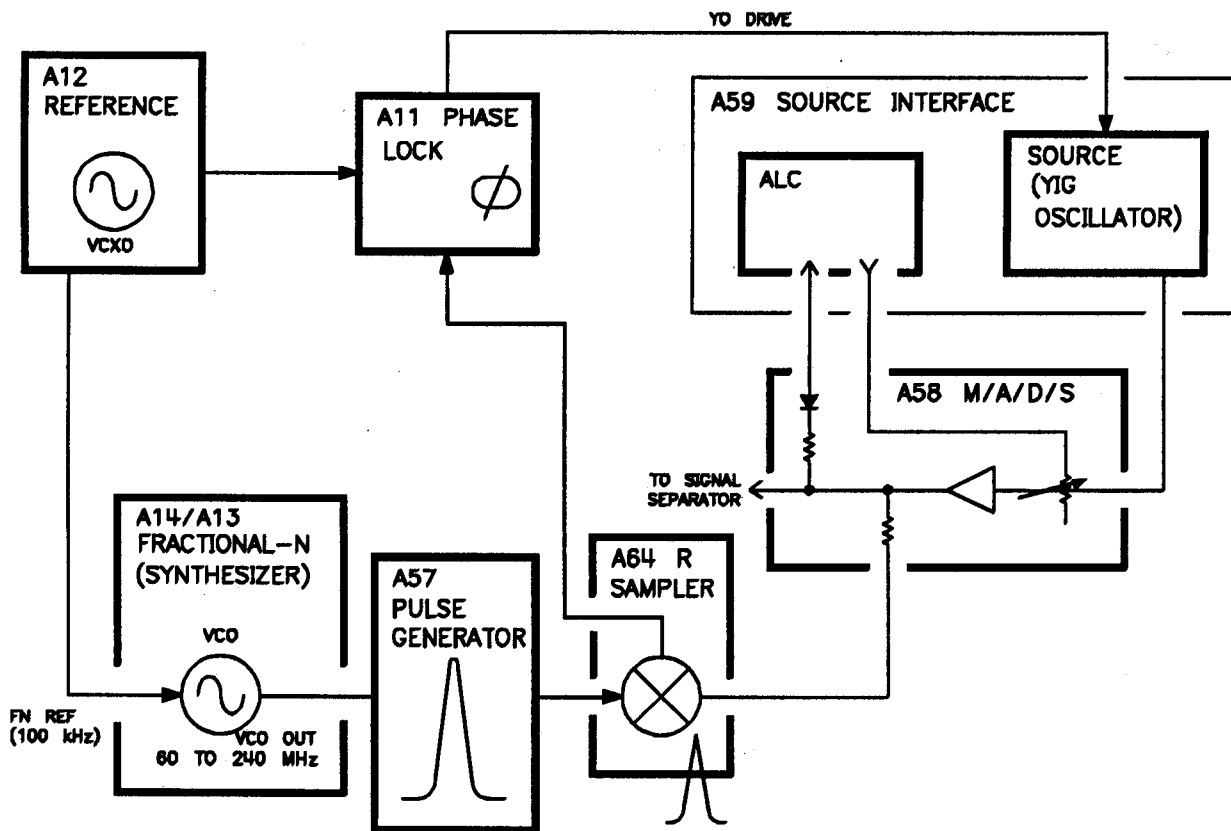 YO DRIVE
A12
REFERENCE
VCXO
A11 PHASE
LOCK
A59 SOURCE INTERFACE
ALC
SOURCE
(YIG
OSCILLATOR)
A58 M/A/D/S
TO SIGNAL
SEPARATOR
A14/A13
FRACTIONAL-N
(SYNTHESIZER)
VCO
FN REF
(100 kHz)
VCO OUT
60 TO 240 MHz
A57
PULSE
GENERATOR
A64 R
SAMPLER